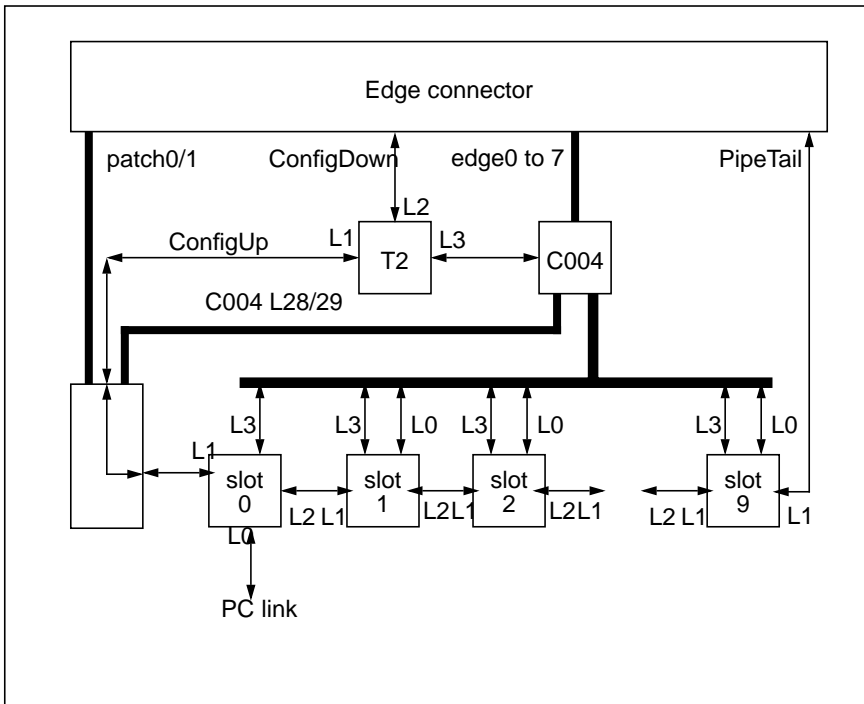 Edge connector
patch0/1
ConfigDown
edge0 to 7
PipeTail
L2
ConfigUp
L1
L3
T2
C004
C004 L28/29
L3
L3
L0
L3
L0
L3
L0
L1
slot
0
slot
1
slot
2
slot
9
L2
L1
L2
L1
L2
L1
L2
L1
L1
L0
PC link